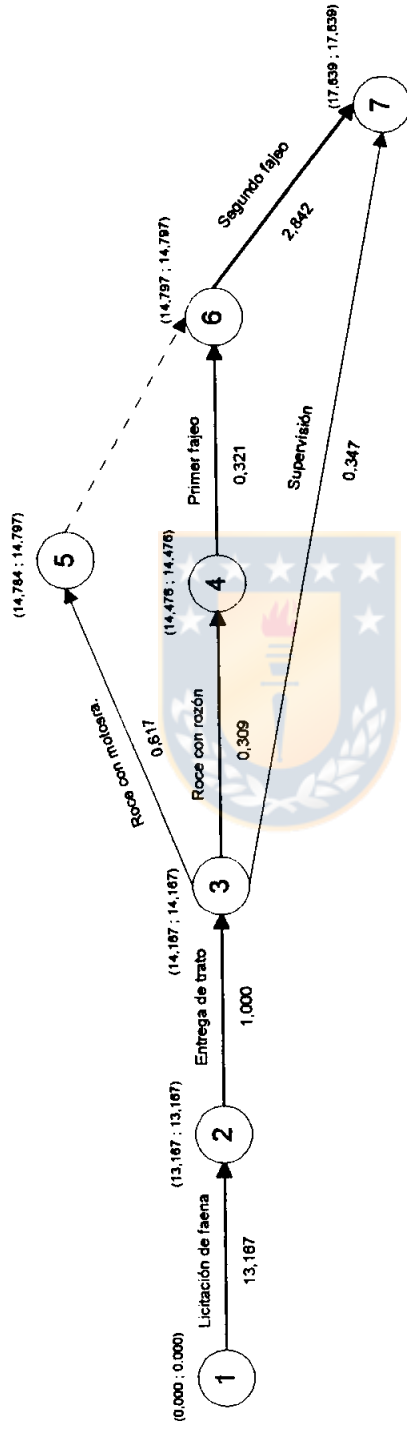 (0,000 ; 0.000)
1
Licitación de faena
13,167
(13,167 ; 13,167)
2
Entrega de trato
1,000
(14,167 ; 14,167)
3
Roce con motosra.
0,617
(14,784 ; 14,797)
5
Roce con rozón
0,309
(14,476 ; 14,476)
4
Primer fajeo
0,321
(14,797 ; 14,797)
6
Supervisión
0,347
Segundo fajeo
2,842
(17,639 ; 17,639)
7